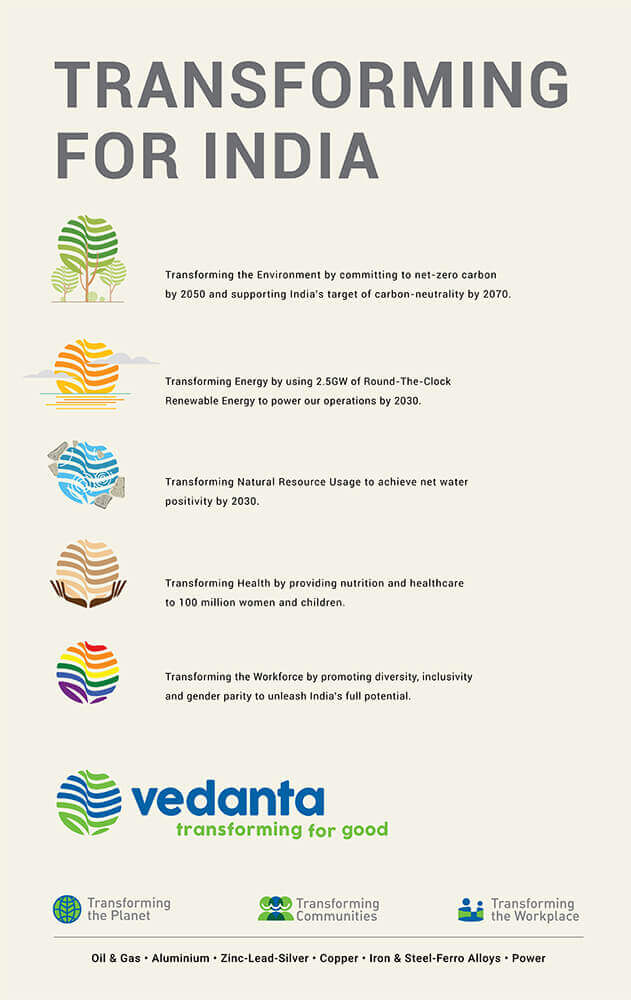 TRANSFORMING
FOR INDIA
Transforming the Environment by committing to net-zero carbon
by 2050 and supporting India's target of carbon-neutrality by 2070.
Transforming Energy by using 2.5GW of Round-The-Clock
Renewable Energy to power our operations by 2030.
Transforming Natural Resource Usage to achieve net water
positivity by 2030.
Transforming Health by providing nutrition and healthcare
to 100 million women and children.
Transforming the Workforce by promoting diversity, inclusivity
and gender parity to unleash India's full potential.
vedanta
transforming for good
Transforming
the Planet
Transforming
Communities
Transforming
the Workplace
Oil & Gas • Aluminium • Zinc-Lead-Silver • Copper • Iron & Steel-Ferro Alloys • Power